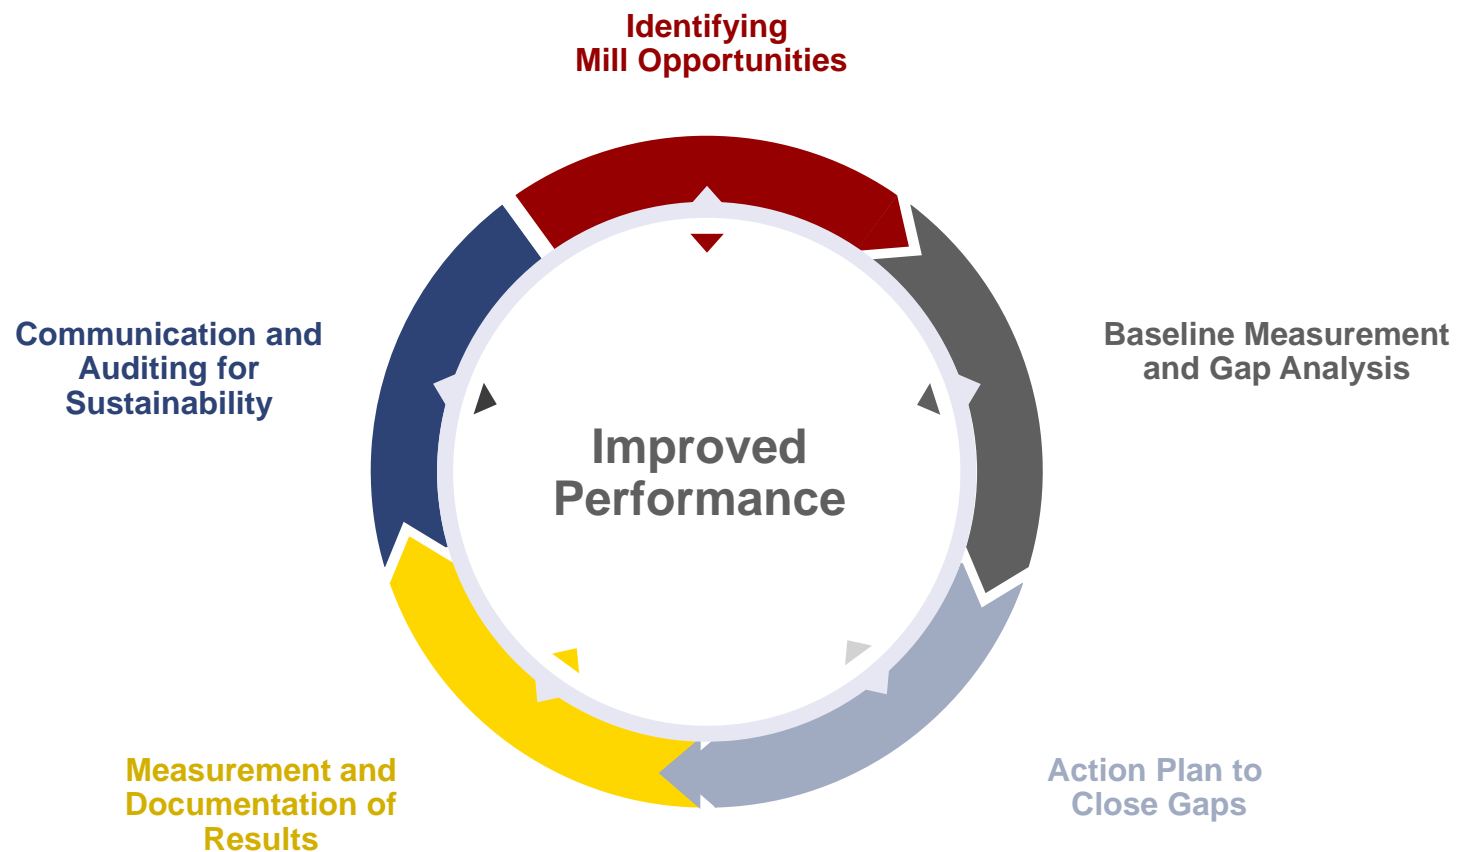 Identifying
Mill Opportunities
Baseline Measurement
and Gap Analysis
Action Plan to
Close Gaps
Measurement and
Documentation of
Results
Communication and
Auditing for
Sustainability
Improved
Performance